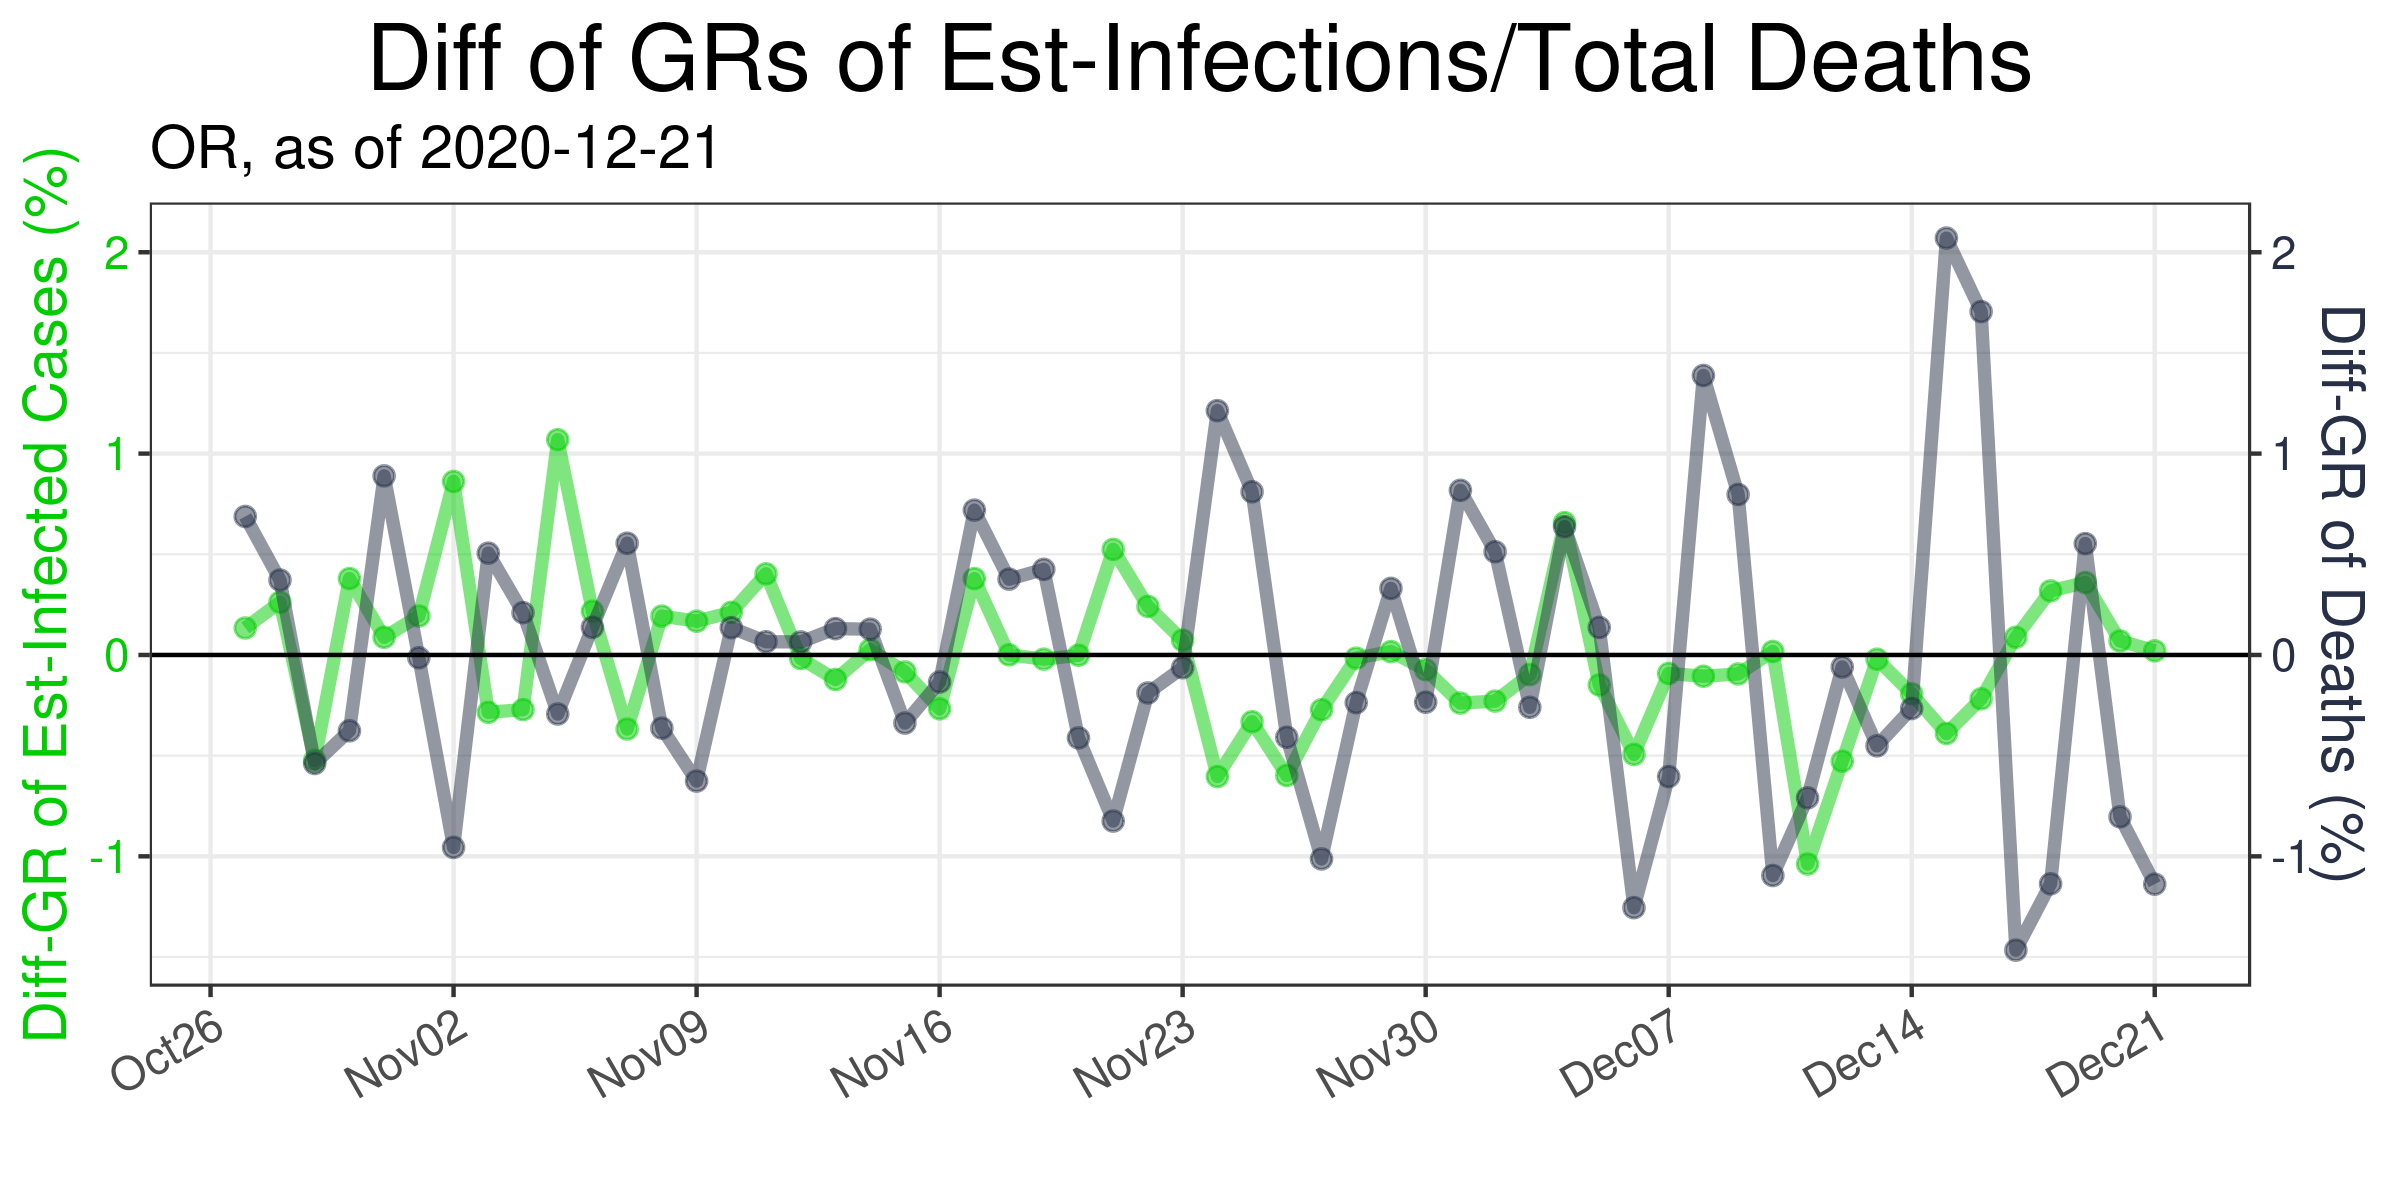 Diff of GRs of Est-Infections/Total Deaths
OR, as of 2020-12-21
Diff-GR of Est-Infected Cases (%)
2
1
0
-1
2
1
0
-1
Diff-GR of Deaths (%)
Oct26
Nov02
Nov09
Nov16
Nov23
Nov30
Dec07
Dec14
Dec21